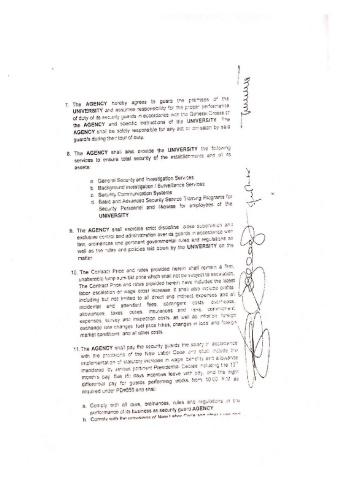 7. The AGENCY hereby agrees to guard the premises of the
UNIVERSITY and assumes responsibility for the proper performance
of duty of its security guards in accordance with the General Orders of
the AGENCY and specific instructions of the UNIVERSITY. The
AGENCY shall be solely responsible for any act or omission by said
guards during their tour of duty.
8. The AGENCY shall also provide the UNIVERSITY the following
services to ensure total security of the establishments and all its
assets:
a. General Security and Investigation Services
b. Background Investigation / Surveillance Services
c. Security Communication Systems
d. Basic and Advanced Security Service Training Programs for
Security Personnel and likewise for employees of the
UNIVERSITY
9. The AGENCY shall exercise strict discipline, close supervision and
exclusive control and administration over its guards in accordance with
law, ordinances and pertinent governmental rules and regulations as
well as the rules and policies laid down by the UNIVERSITY on the
matter.
10. The Contract Price and rates provided herein shall remain a firm,
lump sum price which shall not be subject to escalation.
The Contract Price and rates provided herein have included the latest
labor escalation or wage order increase. It shall also include profits,
including but not limited to all direct and indirect expenses and all
incidental and attendant fees, contingent costs, overhead,
allowances, taxes, duties, insurances and risks, commitment
expenses, survey and inspection costs, as well as inflation, foreign
exchange rate changes, fuel price hikes, changes in local and foreign
market conditions, and all other costs.
11. The AGENCY shall pay the security guards the salary in accordance
with the provisions of the New Labor Code and shall include the
implementation of statutory increase in wage, benefits and allowance
mandated by various pertinent Presidential Decree including the 13th
month pay, five (5) days incentive leave with pay, and the night
differential pay for guards performing works from 10:00 P.M. as
required under and shall:
a. Comply with all laws, ordinances, rules and regulations in the
performance of its business as security guard AGENCY
b. Comply with the provisions of New Labor Code and other rules and